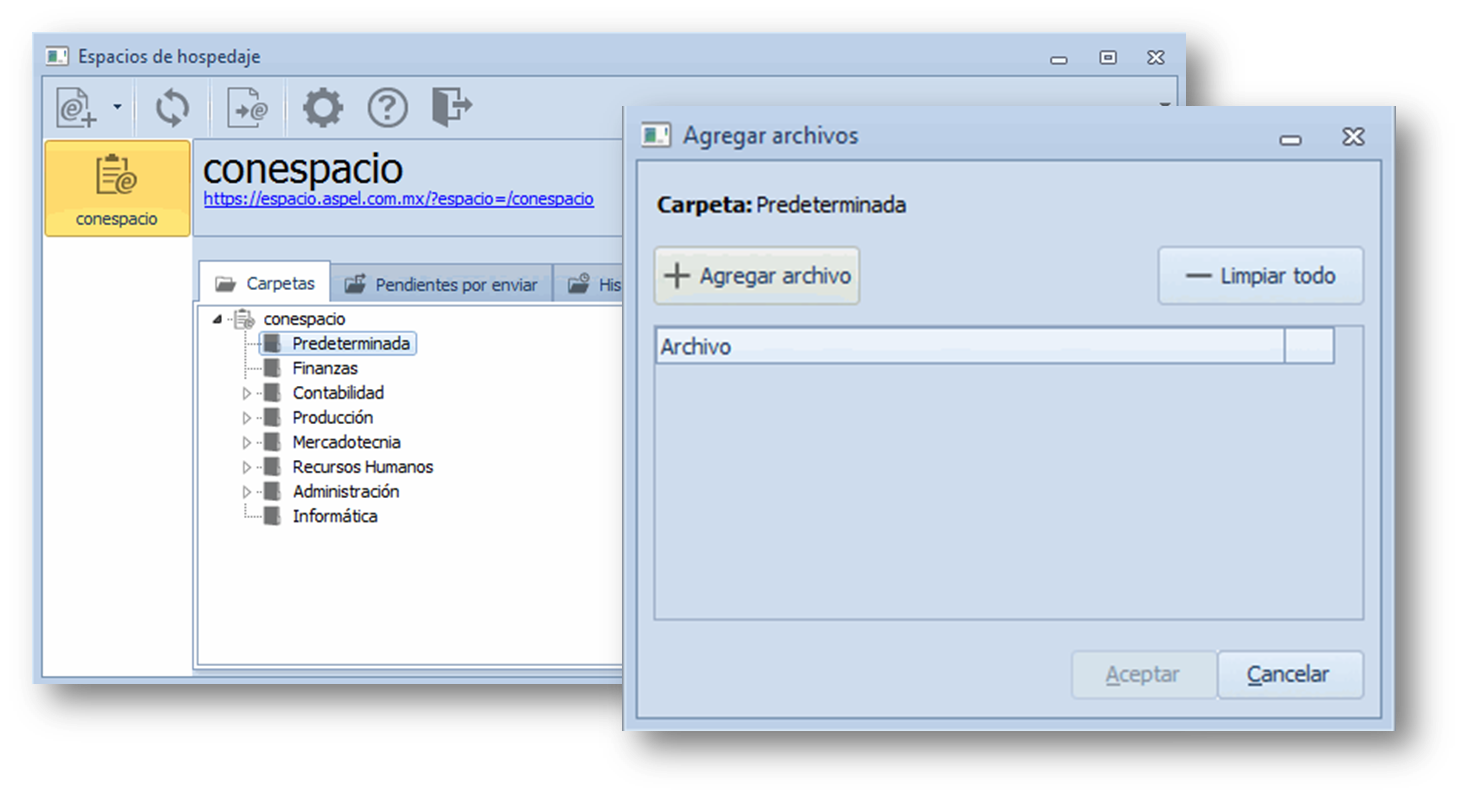 Espacios de hospedaje
conespacio
conespacio
https://espacio.aspel.com.mx/?espacio=/conespacio
Carpetas
Pendientes por enviar
His
conespacio
Predeterminada
Finanzas
Contabilidad
Producción
Mercadotecnia
Recursos Humanos
Administración
Informática
Agregar archivos
Carpeta: Predeterminada
Agregar archivo
Limpiar todo
Archivo
Aceptar
Cancelar